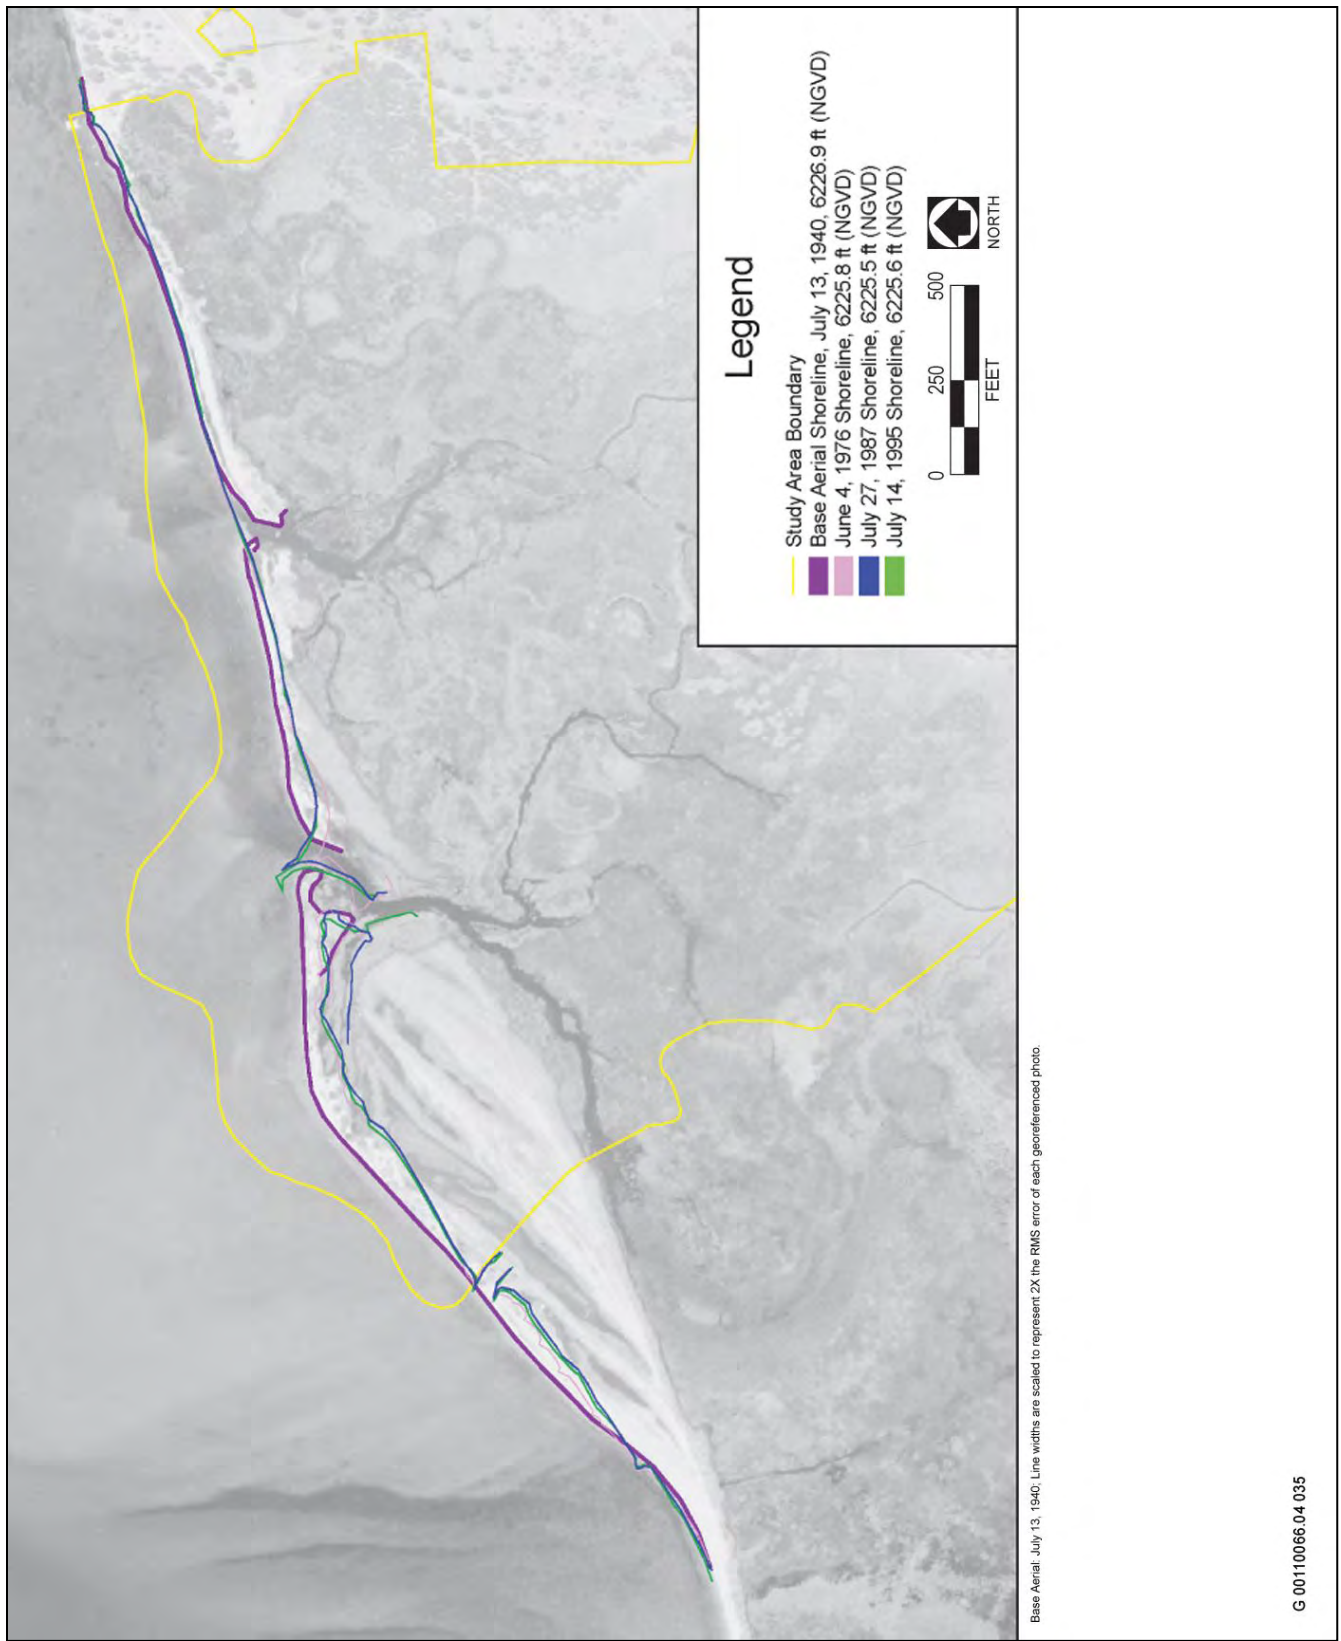 Legend
Study Area Boundary
Base Aerial Shoreline, July 13, 1940, 6226.9 ft (NGVD)
June 4, 1976 Shoreline, 6225.8 ft (NGVD)
July 27, 1987 Shoreline, 6225.5 ft (NGVD)
July 14, 1995 Shoreline, 6225.6 ft (NGVD)
0 250 500
FEET
NORTH
Base Aerial: July 13, 1940; Line widths are scaled to represent 2X the RMS error of each georeferenced photo.
G 00110066.04 035